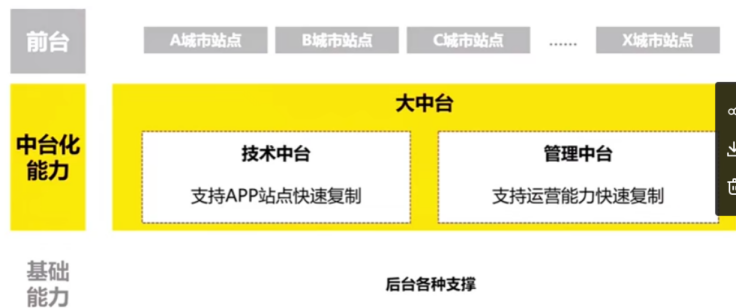 前台
A城市站点 B城市站点 C城市站点 …… X城市站点
大中台
中台化
能力
技术中台 管理中台
支持APP站点快速复制 支持运营能力快速复制
基础
能力
后台各种支撑